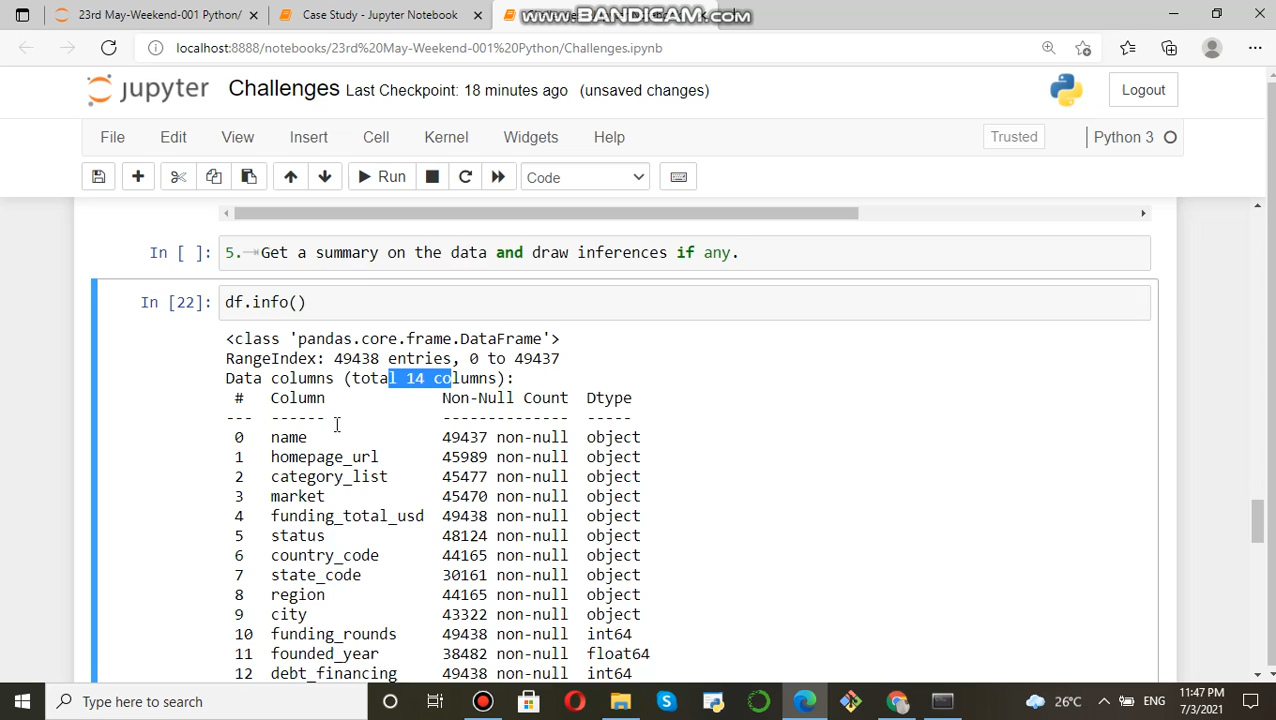 23rd May-Weekend-001 Python/
Case Study - Jupyter Notebook
www.BANDICAM.com
localhost:8888/notebooks/23rd%20May-Weekend-001%20Python/Challenges.ipynb
jupyter Challenges Last Checkpoint: 18 minutes ago (unsaved changes)
Logout
File Edit View Insert Cell Kernel Widgets Help
Trusted
Python 3
Run
Code
In [ ]: 5. Get a summary on the data and draw inferences if any.
In [22]: df.info()
<class 'pandas.core.frame.DataFrame'>
RangeIndex: 49438 entries, 0 to 49437
Data columns (total 14 columns):
# Column Non-Null Count Dtype
--- ------ -------------- -----
0 name 49437 non-null object
1 homepage_url 45989 non-null object
2 category_list 45477 non-null object
3 market 45470 non-null object
4 funding_total_usd 49438 non-null object
5 status 48124 non-null object
6 country_code 44165 non-null object
7 state_code 30161 non-null object
8 region 44165 non-null object
9 city 43322 non-null object
10 funding_rounds 49438 non-null int64
11 founded_year 38482 non-null float64
12 debt_financing 49438 non-null int64
Type here to search
26°C
ENG
11:47 PM
7/3/2021